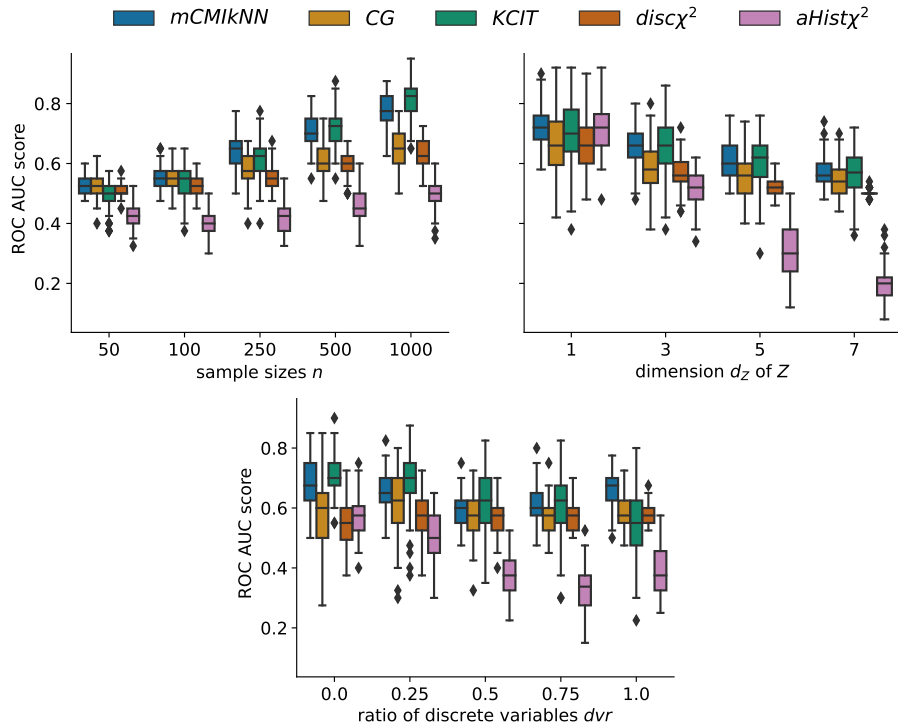 mCMIkNN CG KCIT discχ² aHistχ²
ROC AUC score
0.8
0.6
0.4
0.2
50 100 250 500 1000
sample sizes n
1 3 5 7
dimension d_Z of Z
ROC AUC score
0.8
0.6
0.4
0.2
0.0 0.25 0.5 0.75 1.0
ratio of discrete variables dvr